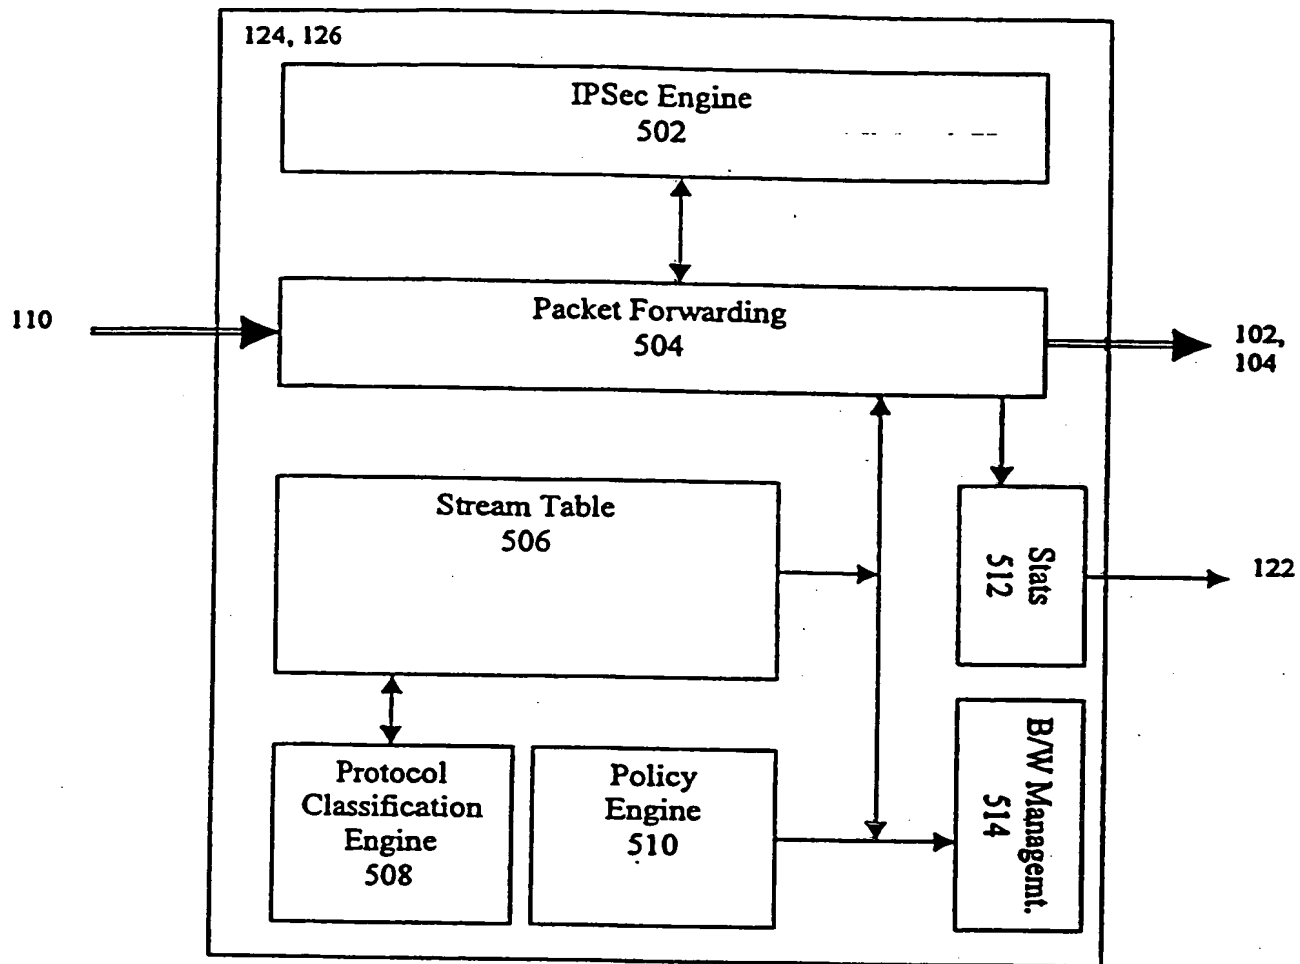 124, 126
IPSec Engine
502
110
Packet Forwarding
504
102,
104
Stream Table
506
Stats
512
122
Protocol
Classification
Engine
508
Policy
Engine
510
B/W Managemt.
514